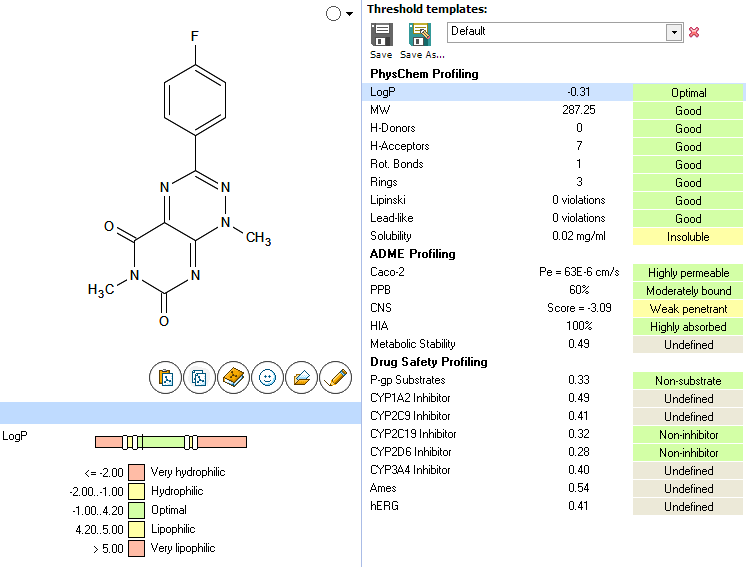 F
N
N
N
CH3
O
N
N
H3C
O
LogP
<= -2.00 Very hydrophilic
-2.00..-1.00 Hydrophilic
-1.00..4.20 Optimal
4.20..5.00 Lipophilic
> 5.00 Very lipophilic
Threshold templates:
Default
Save Save As...
PhysChem Profiling
LogP -0.31 Optimal
MW 287.25 Good
H-Donors 0 Good
H-Acceptors 7 Good
Rot. Bonds 1 Good
Rings 3 Good
Lipinski 0 violations Good
Lead-like 0 violations Good
Solubility 0.02 mg/ml Insoluble
ADME Profiling
Caco-2 Pe = 63E-6 cm/s Highly permeable
PPB 60% Moderately bound
CNS Score = -3.09 Weak penetrant
HIA 100% Highly absorbed
Metabolic Stability 0.49 Undefined
Drug Safety Profiling
P-gp Substrates 0.33 Non-substrate
CYP1A2 Inhibitor 0.49 Undefined
CYP2C9 Inhibitor 0.41 Undefined
CYP2C19 Inhibitor 0.32 Non-inhibitor
CYP2D6 Inhibitor 0.28 Non-inhibitor
CYP3A4 Inhibitor 0.40 Undefined
Ames 0.54 Undefined
hERG 0.41 Undefined